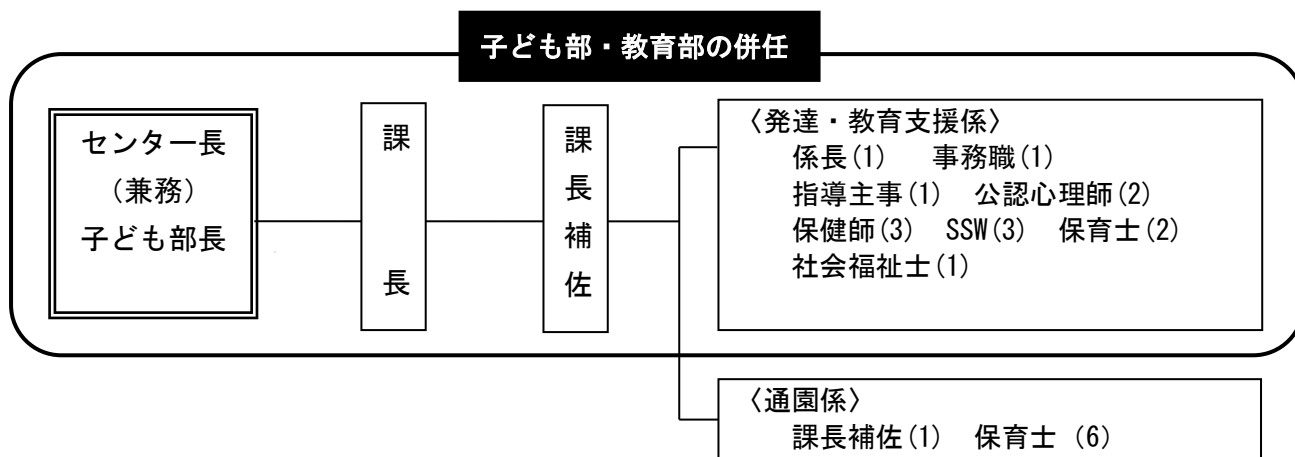 子ども部・教育部の併任
センター長
（兼務）
子ども部長
課長
課長補佐
〈発達・教育支援係〉
係長(1)　事務職(1)
指導主事(1)　公認心理師(2)
保健師(3)　SSW(3)　保育士(2)
社会福祉士(1)
〈通園係〉
課長補佐(1)　保育士 (6)